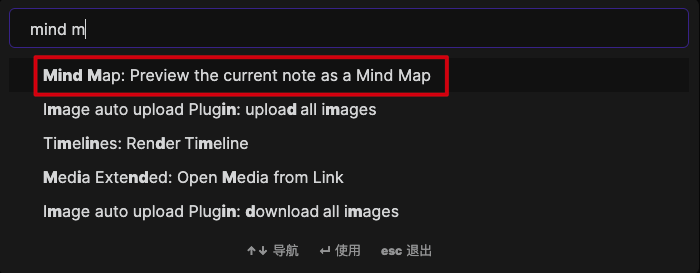 mind m
Mind Map: Preview the current note as a Mind Map
Image auto upload Plugin: upload all images
Timelines: Render Timeline
Media Extended: Open Media from Link
Image auto upload Plugin: download all images
↑↓ 导航 ↵ 使用 esc 退出